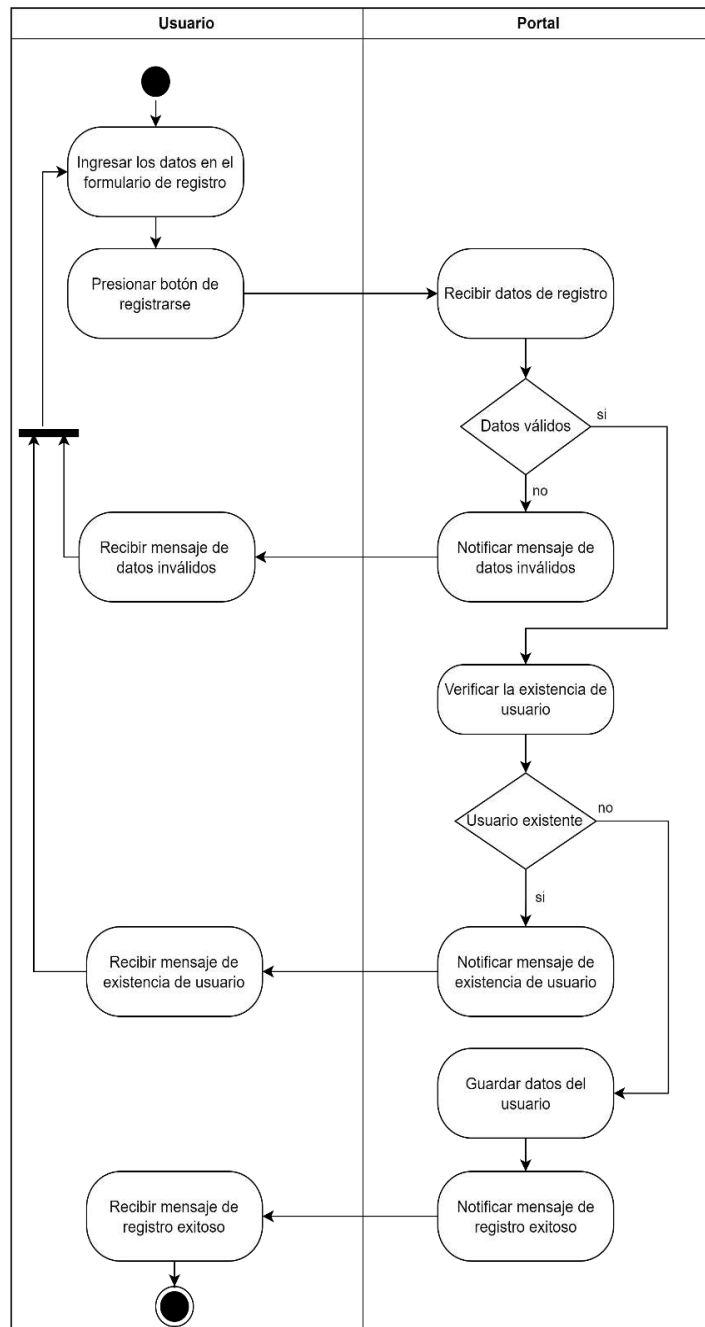 Usuario
Portal
Ingresar los datos en el
formulario de registro
Presionar botón de
registrarse
Recibir datos de registro
Datos válidos
si
no
Recibir mensaje de
datos inválidos
Notificar mensaje de
datos inválidos
Verificar la existencia de
usuario
Usuario existente
no
si
Recibir mensaje de
existencia de usuario
Notificar mensaje de
existencia de usuario
Guardar datos del
usuario
Recibir mensaje de
registro exitoso
Notificar mensaje de
registro exitoso